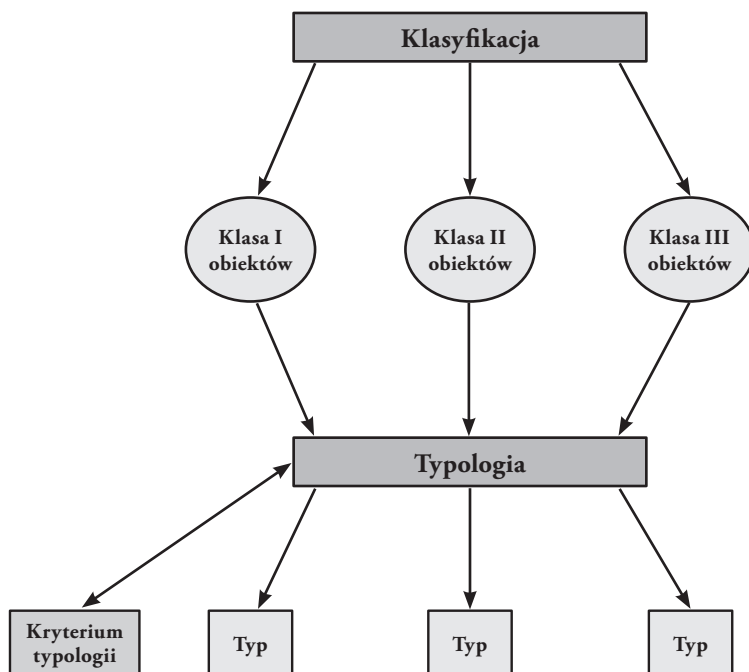 Klasyfikacja
Klasa I
obiektów
Klasa II
obiektów
Klasa III
obiektów
Typologia
Kryterium
typologii
Typ
Typ
Typ